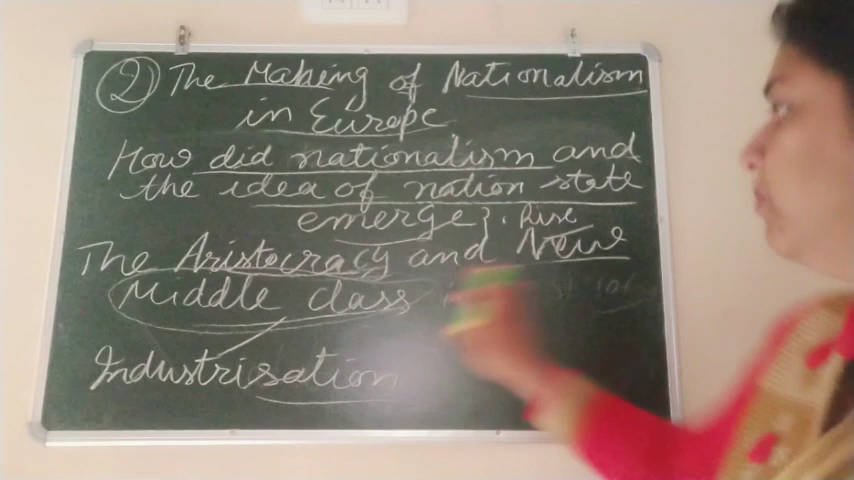 ② The Making of Nationalism
in Europe
How did nationalism and
the idea of nation state
emerge? . Rise
The Aristocracy and New
Middle class
Industrisation